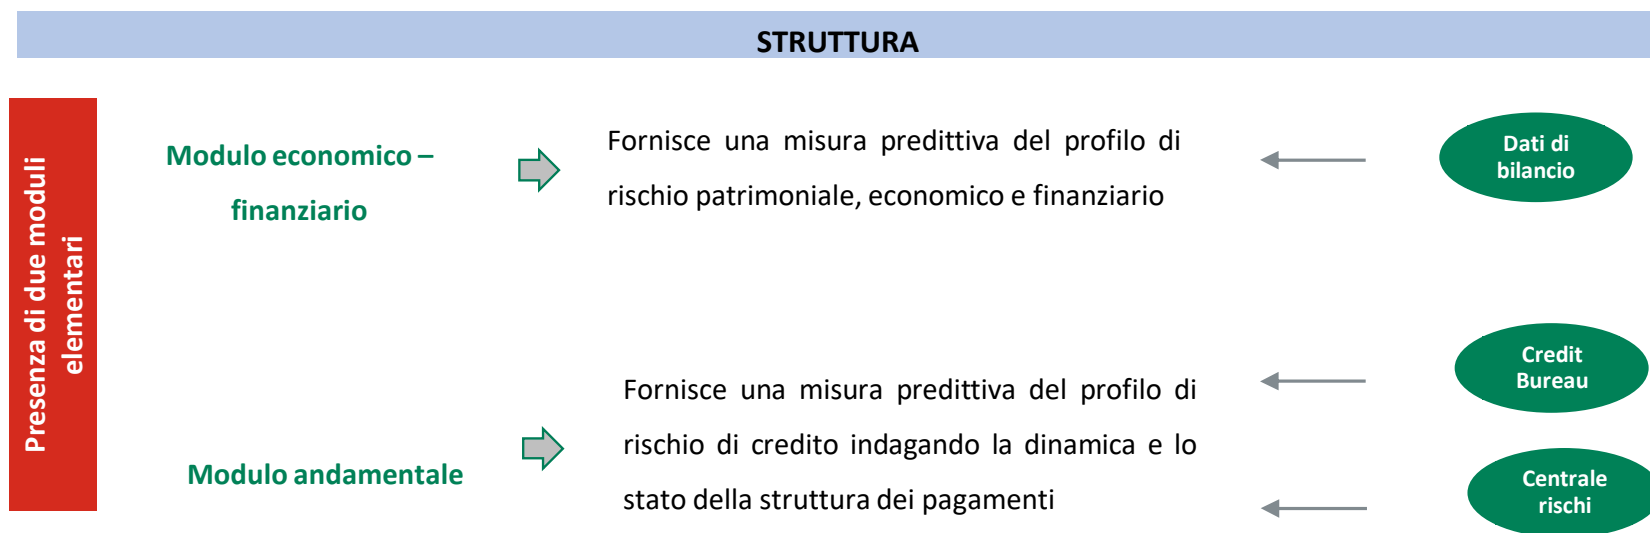 STRUTTURA
Presenza di due moduli
elementari
Modulo economico –
finanziario
Fornisce una misura predittiva del profilo di
rischio patrimoniale, economico e finanziario
Dati di
bilancio
Modulo andamentale
Fornisce una misura predittiva del profilo di
rischio di credito indagando la dinamica e lo
stato della struttura dei pagamenti
Credit
Bureau
Centrale
rischi